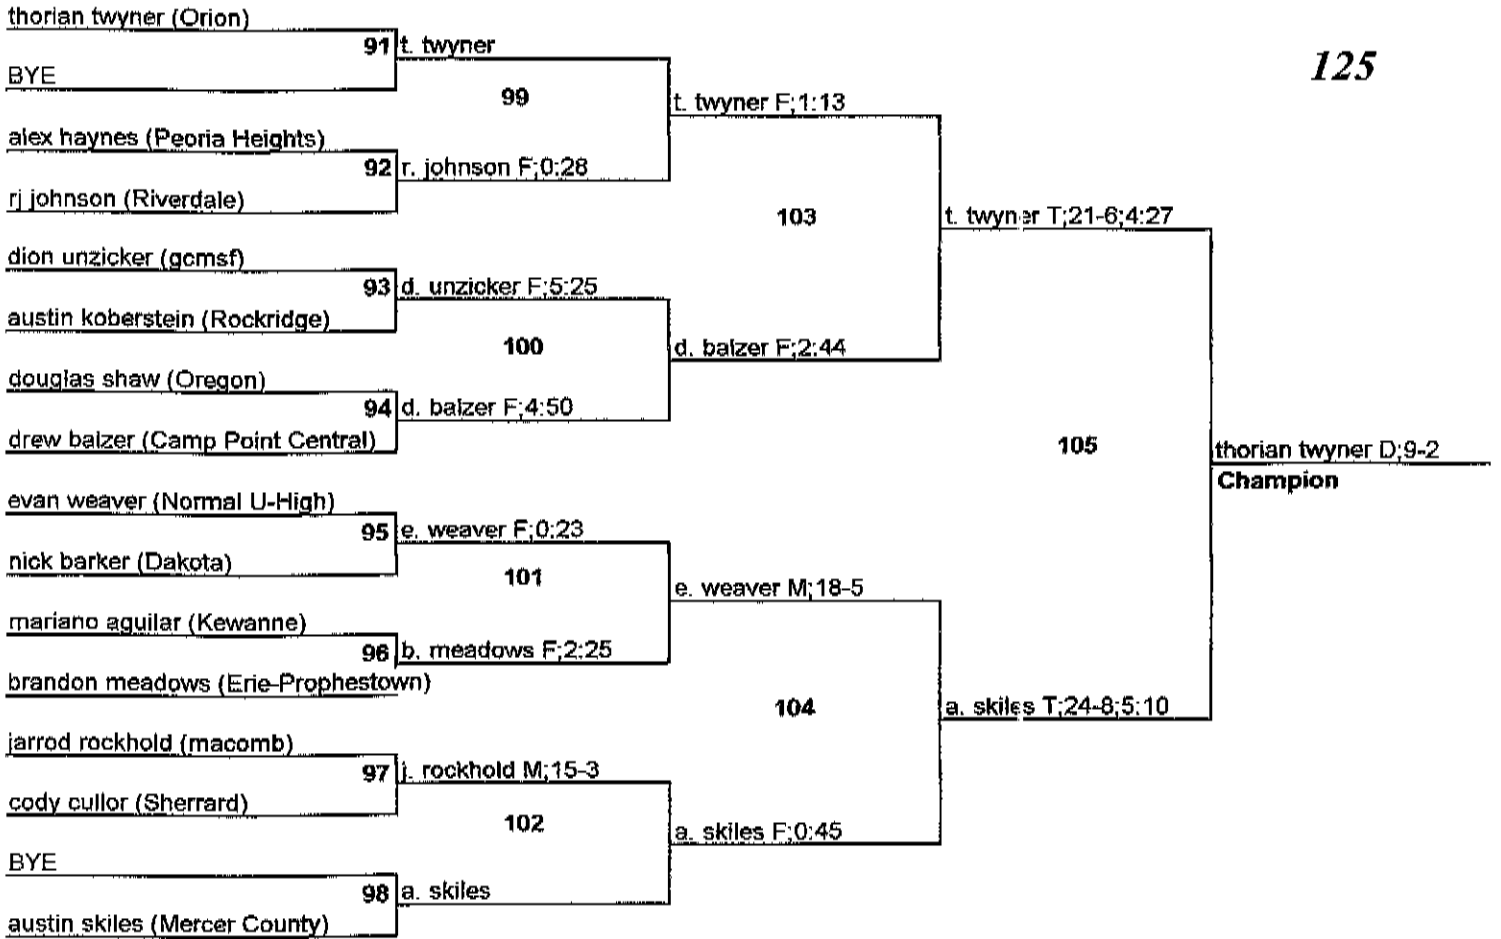 thorian twyner (Orion)
91 t. twyner
125
BYE
99
t. twyner F;1:13
alex haynes (Peoria Heights)
92 r. johnson F;0:28
rj johnson (Riverdale)
103
t. twyner T;21-6;4:27
dion unzicker (gcmsf)
93 d. unzicker F;5:25
austin koberstein (Rockridge)
100
d. balzer F;2:44
douglas shaw (Oregon)
94 d. balzer F;4:50
drew balzer (Camp Point Central)
105
thorian twyner D;9-2
Champion
evan weaver (Normal U-High)
95 e. weaver F;0:23
nick barker (Dakota)
101
e. weaver M;18-5
mariano aguilar (Kewanne)
96 b. meadows F;2:25
brandon meadows (Erie-Prophestown)
104
a. skiles T;24-8;5:10
jarrod rockhold (macomb)
97 j. rockhold M;15-3
cody cullor (Sherrard)
102
a. skiles F;0:45
BYE
98 a. skiles
austin skiles (Mercer County)